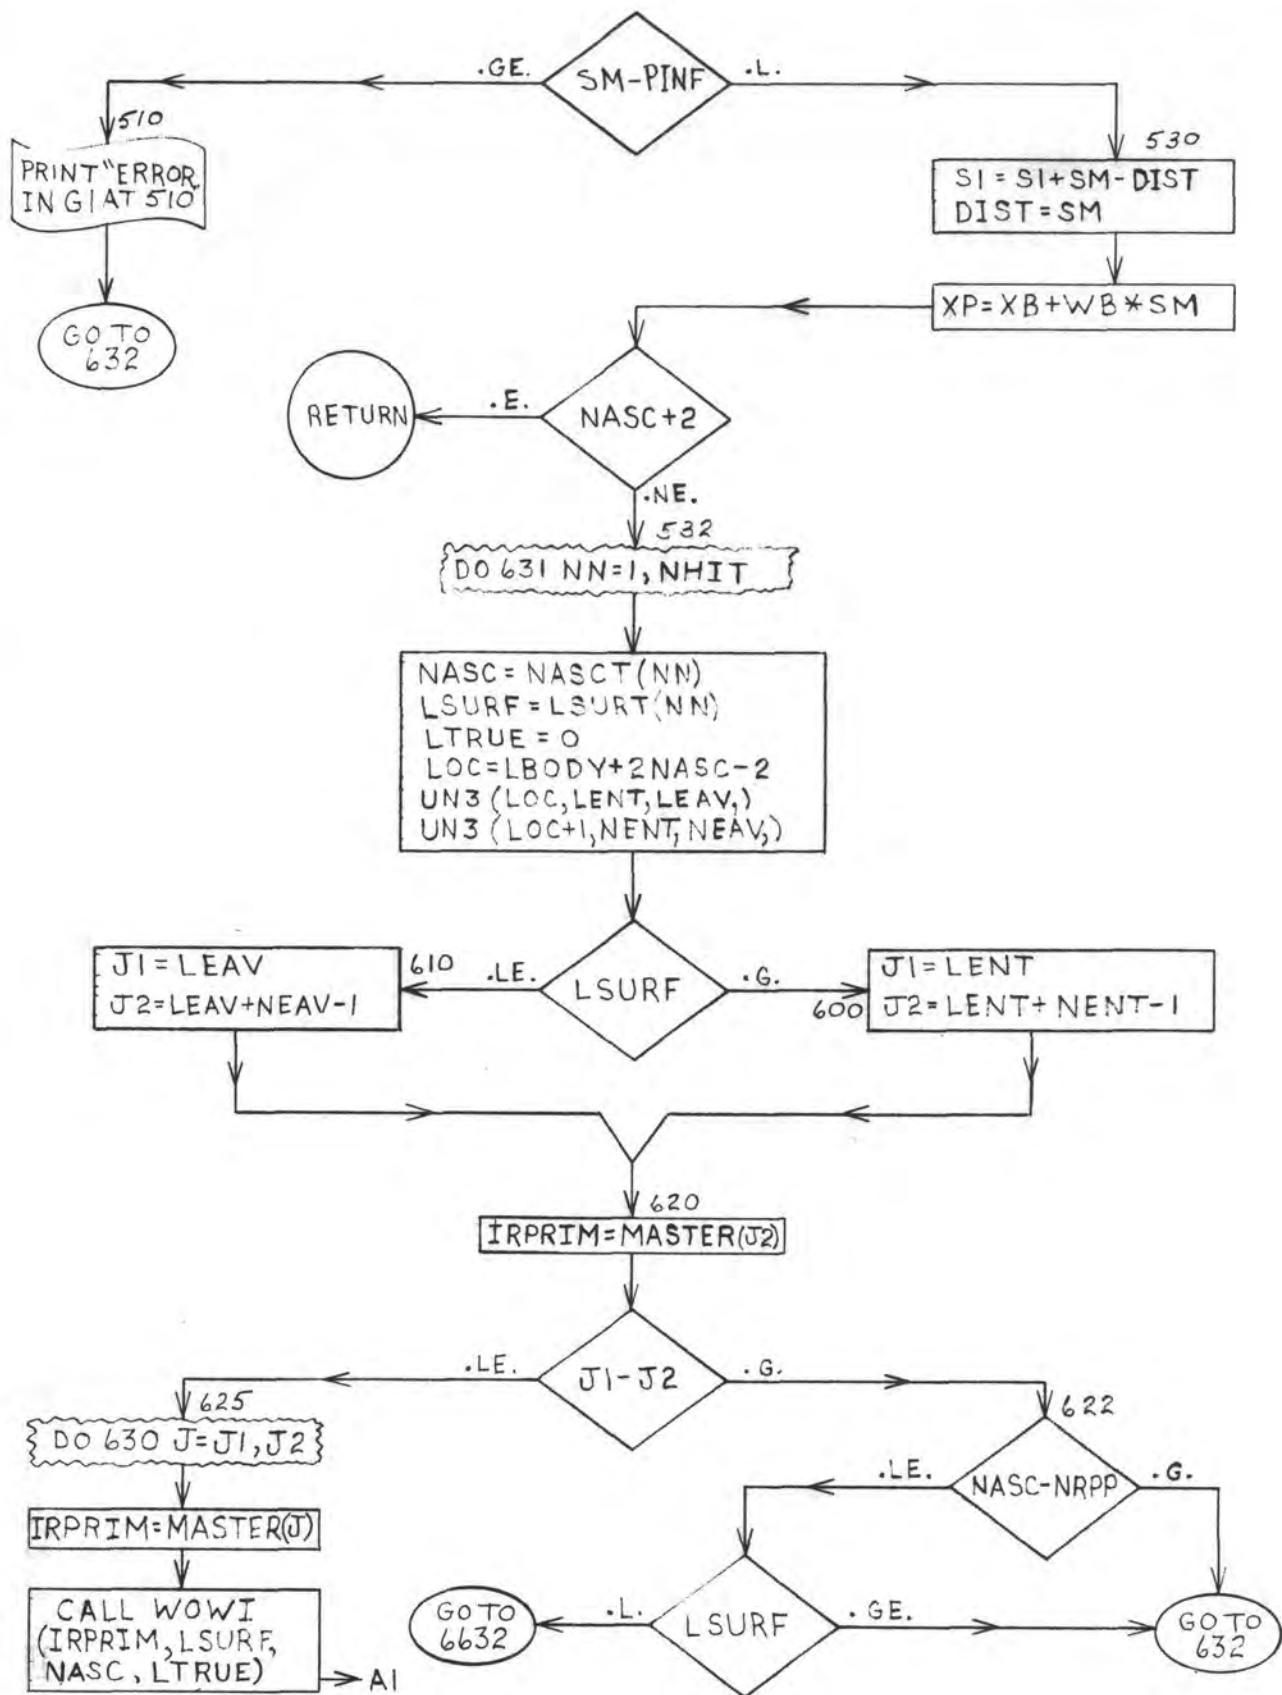 SM-PINF
.GE.
.L.
510
PRINT "ERROR
IN G1 AT 510"
GO TO
632
530
S1=S1+SM-DIST
DIST=SM
XP=XB+WB*SM
NASC+2
.E.
RETURN
.NE.
532
DO 631 NN=1, NHIT
NASC=NASCT(NN)
LSURF=LSURT(NN)
LTRUE=0
LOC=LBODY+2NASC-2
UN3(LOC,LENT,LEAV,)
UN3(LOC+1,NENT,NEAV,)
LSURF
.LE.
610
J1=LEAV
J2=LEAV+NEAV-1
.G.
600
J1=LENT
J2=LENT+NENT-1
620
IRPRIM=MASTER(J2)
J1-J2
.LE.
625
DO 630 J=J1,J2
IRPRIM=MASTER(J)
CALL WOWI
(IRPRIM,LSURF,
NASC,LTRUE)
A1
.G.
622
NASC-NRPP
.LE.
.G.
LSURF
.L.
GO TO
6632
.GE.
GO TO
632